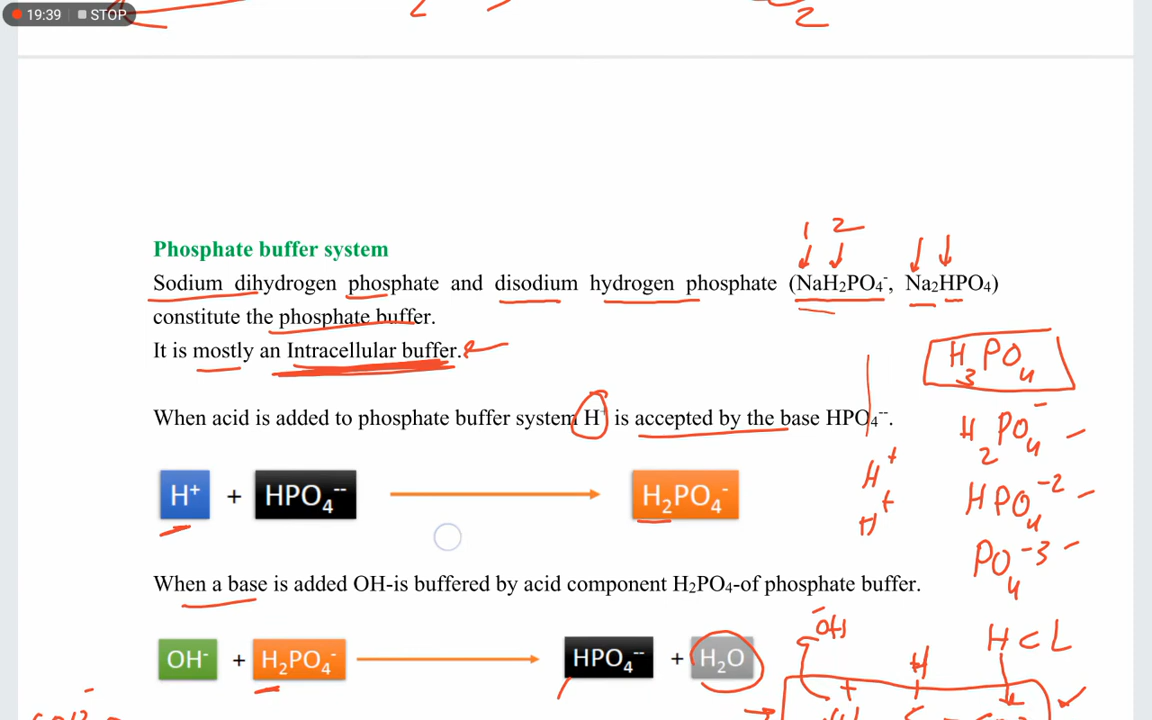 19:39 STOP
2 2
1 2
Phosphate buffer system
Sodium dihydrogen phosphate and disodium hydrogen phosphate (NaH₂PO₄⁻, Na₂HPO₄)
constitute the phosphate buffer.
It is mostly an Intracellular buffer.
H₃PO₄
When acid is added to phosphate buffer system H⁺ is accepted by the base HPO₄⁻⁻.
H₂PO₄⁻
H⁺
H⁺ + HPO₄⁻⁻ H₂PO₄⁻
HPO₄⁻²
H⁺
PO₄⁻³
When a base is added OH-is buffered by acid component H₂PO₄-of phosphate buffer.
ŌH
HCL
H
OH⁻ + H₂PO₄⁻ HPO₄⁻⁻ + H₂O
+